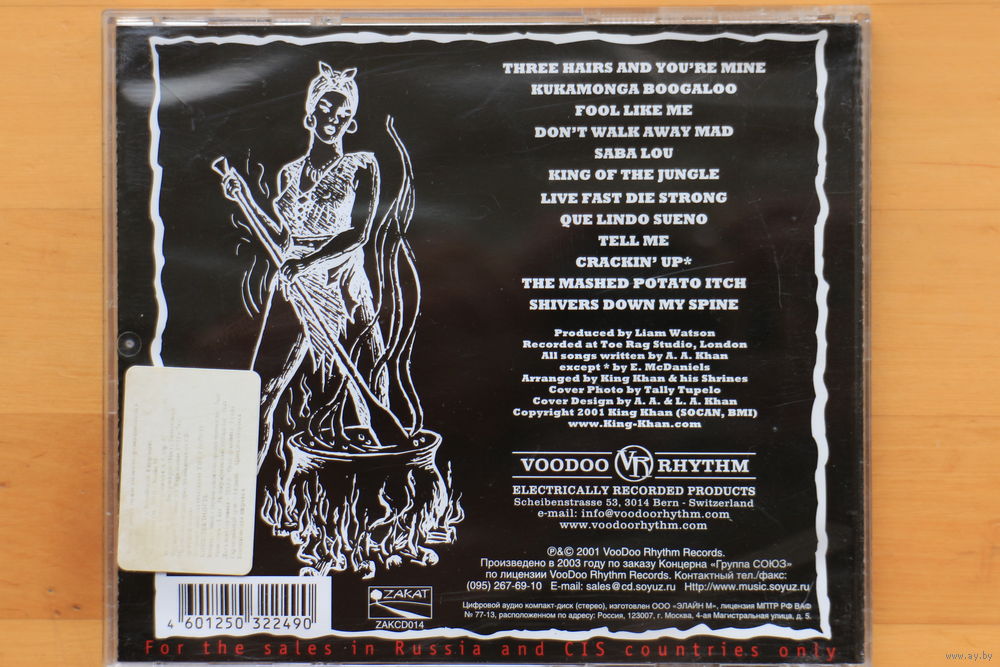 THREE HAIRS AND YOU'RE MINE
KUKAMONGA BOOGALOO
FOOL LIKE ME
DON'T WALK AWAY MAD
SABA LOU
KING OF THE JUNGLE
LIVE FAST DIE STRONG
QUE LINDO SUENO
TELL ME
CRACKIN' UP*
THE MASHED POTATO ITCH
SHIVERS DOWN MY SPINE
Produced by Liam Watson
Recorded at Toe Rag Studio, London
All songs written by A. A. Khan
except * by E. McDaniels
Arranged by King Khan & his Shrines
Cover Photo by Tally Tupelo
Cover Design by A. A. & L. A. Khan
Copyright 2001 King Khan (SOCAN, BMI)
www.King-Khan.com
VOODOO VR RHYTHM
ELECTRICALLY RECORDED PRODUCTS
Scheibenstrasse 53, 3014 Bern - Switzerland
e-mail: info@voodoorhythm.com
www.voodoorhythm.com
℗&© 2001 VooDoo Rhythm Records.
Произведено в 2003 году по заказу Концерна «Группа СОЮЗ»
по лицензии VooDoo Rhythm Records. Контактный тел./факс:
(095) 267-69-10 E-mail: sales@cd.soyuz.ru Http://www.music.soyuz.ru
Цифровой аудио компакт-диск (стерео), изготовлен ООО «ЭЛАЙН М», лицензия МПТР РФ ВАФ
№ 77-13, расположенном по адресу: Россия, 123007, г. Москва, 4-ая Магистральная улица, д. 5.
ZAKAT
ZAKCD014
4 601250 322490
For the sales in Russia and CIS countries only
www.ay.by